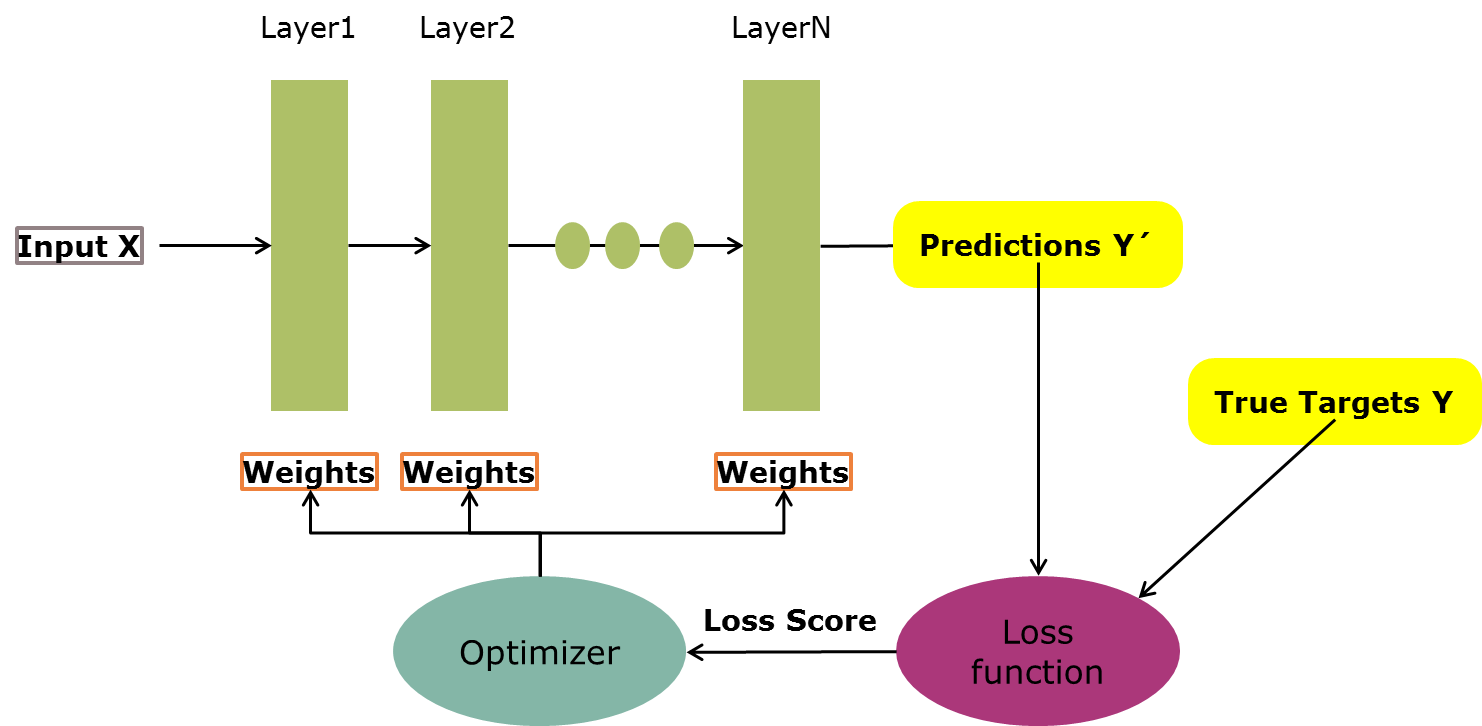 Layer1
Layer2
LayerN
Input X
Predictions Y´
True Targets Y
Weights
Weights
Weights
Loss Score
Optimizer
Loss
function